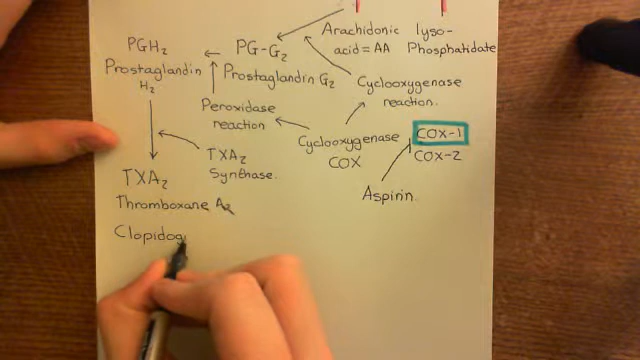 Arachidonic
acid = AA
lyso-
Phosphatidate
PGH₂
Prostaglandin
H₂
PG-G₂
Prostaglandin G₂
Cyclooxygenase
reaction.
Peroxidase
reaction
Cyclooxygenase
COX
COX-1
COX-2
Aspirin.
TXA₂
Synthase.
TXA₂
Thromboxane A₂
Clopidog